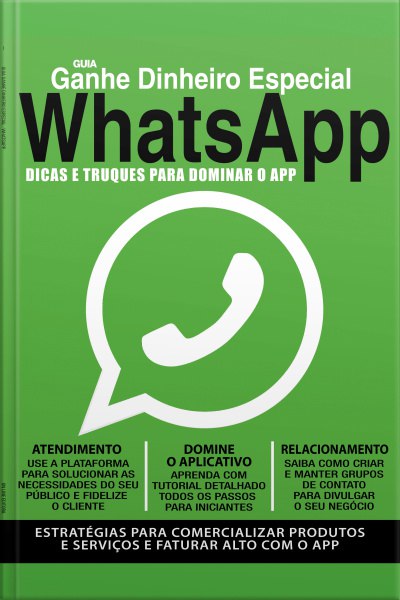 GUIA
Ganhe Dinheiro Especial
WhatsApp
DICAS E TRUQUES PARA DOMINAR O APP
ATENDIMENTO
USE A PLATAFORMA
PARA SOLUCIONAR AS
NECESSIDADES DO SEU
PÚBLICO E FIDELIZE
O CLIENTE
DOMINE
O APLICATIVO
APRENDA COM
TUTORIAL DETALHADO
TODOS OS PASSOS
PARA INICIANTES
RELACIONAMENTO
SAIBA COMO CRIAR
E MANTER GRUPOS
DE CONTATO
PARA DIVULGAR
O SEU NEGÓCIO
ESTRATÉGIAS PARA COMERCIALIZAR PRODUTOS
E SERVIÇOS E FATURAR ALTO COM O APP